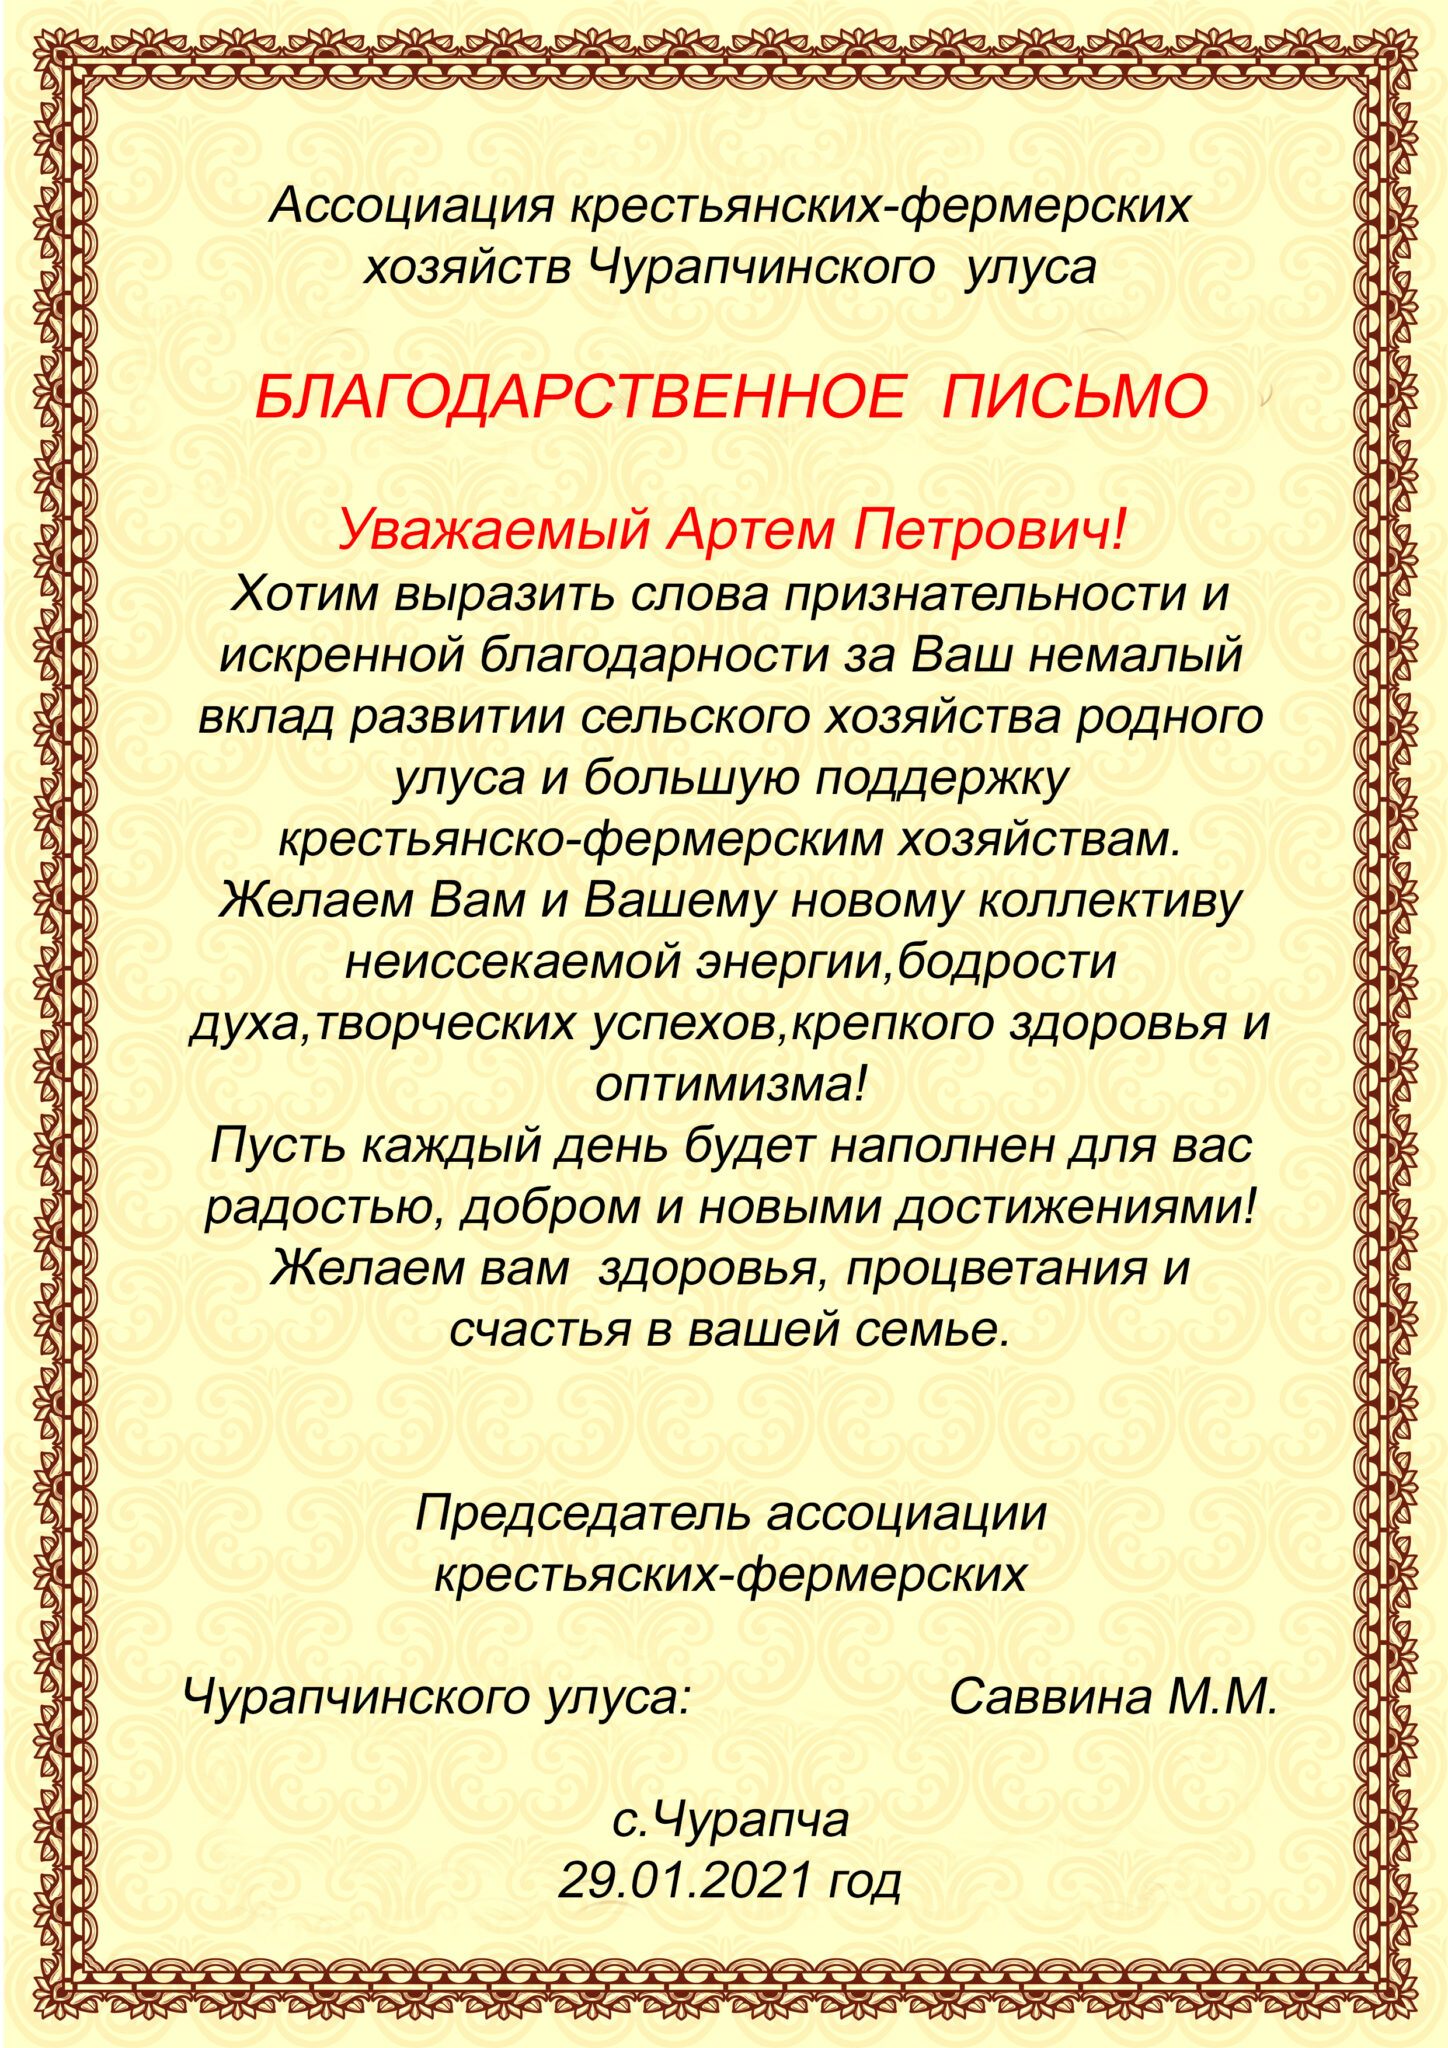 Ассоциация крестьянских-фермерских
хозяйств Чурапчинского улуса
БЛАГОДАРСТВЕННОЕ ПИСЬМО
Уважаемый Артем Петрович!
Хотим выразить слова признательности и
искренной благодарности за Ваш немалый
вклад развитии сельского хозяйства родного
улуса и большую поддержку
крестьянско-фермерским хозяйствам.
Желаем Вам и Вашему новому коллективу
неиссекаемой энергии,бодрости
духа,творческих успехов,крепкого здоровья и
оптимизма!
Пусть каждый день будет наполнен для вас
радостью, добром и новыми достижениями!
Желаем вам здоровья, процветания и
счастья в вашей семье.
Председатель ассоциации
крестьяских-фермерских
Чурапчинского улуса: Саввина М.М.
с.Чурапча
29.01.2021 год